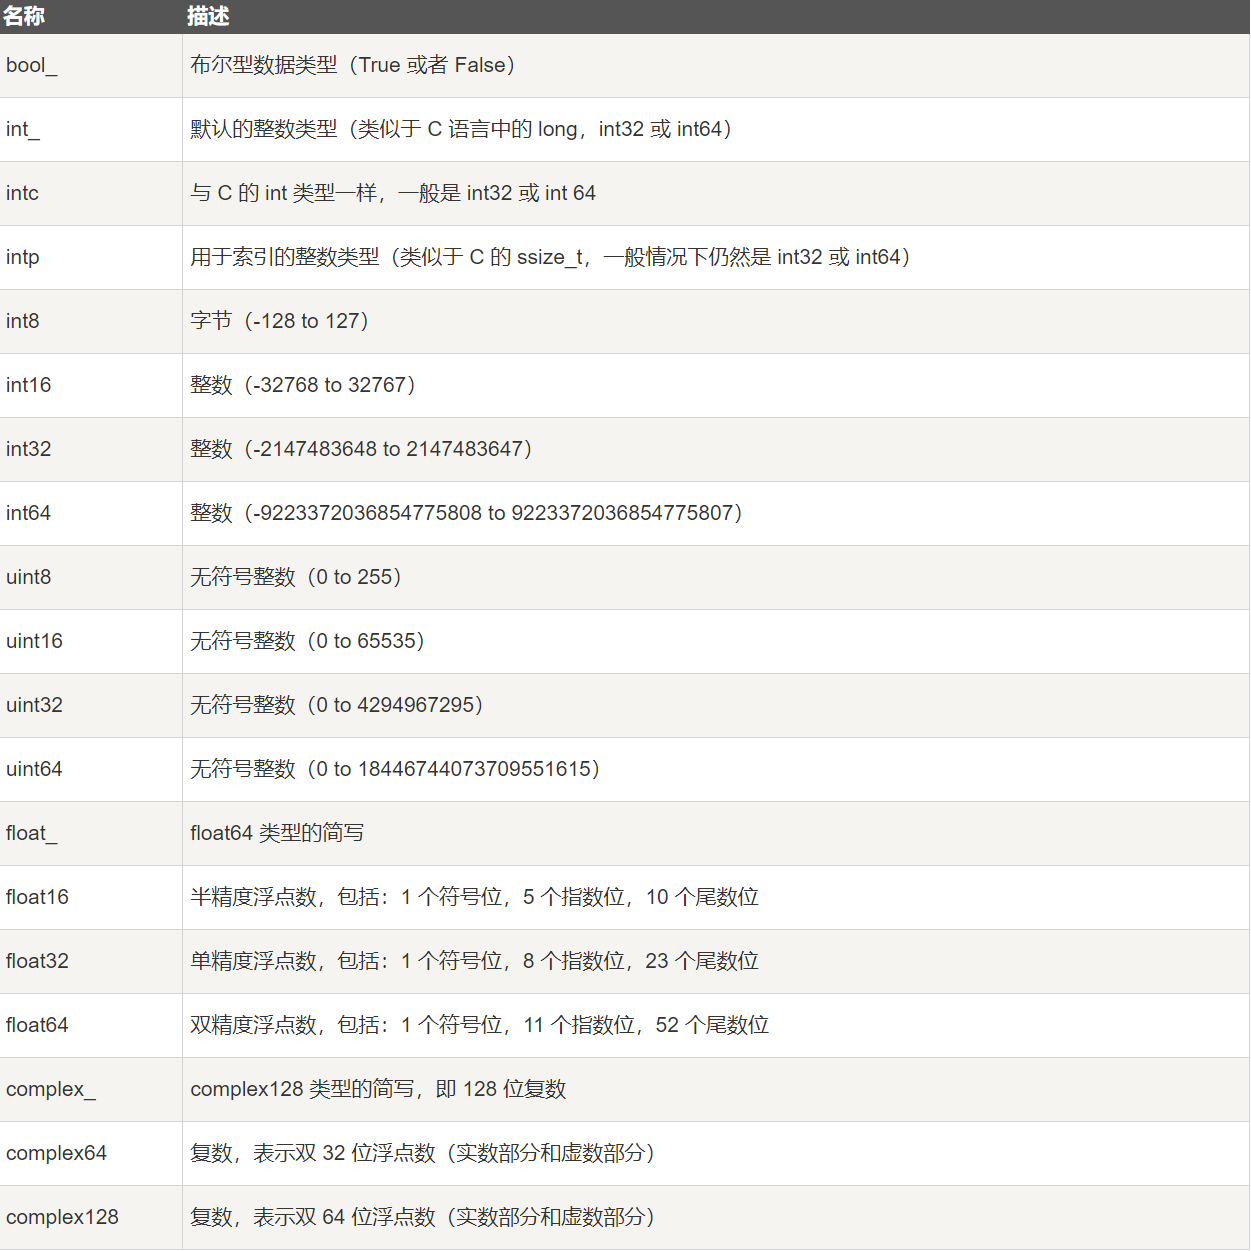 名称 描述
bool_ 布尔型数据类型（True 或者 False）
int_ 默认的整数类型（类似于 C 语言中的 long，int32 或 int64）
intc 与 C 的 int 类型一样，一般是 int32 或 int 64
intp 用于索引的整数类型（类似于 C 的 ssize_t，一般情况下仍然是 int32 或 int64）
int8 字节（-128 to 127）
int16 整数（-32768 to 32767）
int32 整数（-2147483648 to 2147483647）
int64 整数（-9223372036854775808 to 9223372036854775807）
uint8 无符号整数（0 to 255）
uint16 无符号整数（0 to 65535）
uint32 无符号整数（0 to 4294967295）
uint64 无符号整数（0 to 18446744073709551615）
float_ float64 类型的简写
float16 半精度浮点数，包括：1 个符号位，5 个指数位，10 个尾数位
float32 单精度浮点数，包括：1 个符号位，8 个指数位，23 个尾数位
float64 双精度浮点数，包括：1 个符号位，11 个指数位，52 个尾数位
complex_ complex128 类型的简写，即 128 位复数
complex64 复数，表示双 32 位浮点数（实数部分和虚数部分）
complex128 复数，表示双 64 位浮点数（实数部分和虚数部分）